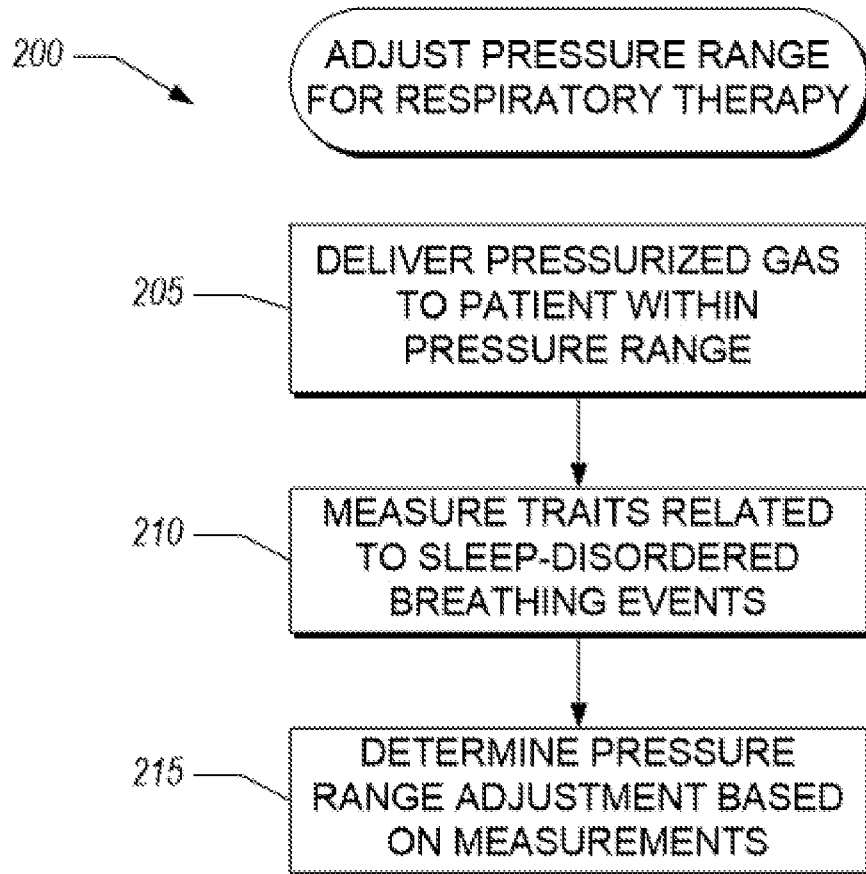 200
ADJUST PRESSURE RANGE
FOR RESPIRATORY THERAPY
205
DELIVER PRESSURIZED GAS
TO PATIENT WITHIN
PRESSURE RANGE
210
MEASURE TRAITS RELATED
TO SLEEP-DISORDERED
BREATHING EVENTS
215
DETERMINE PRESSURE
RANGE ADJUSTMENT BASED
ON MEASUREMENTS